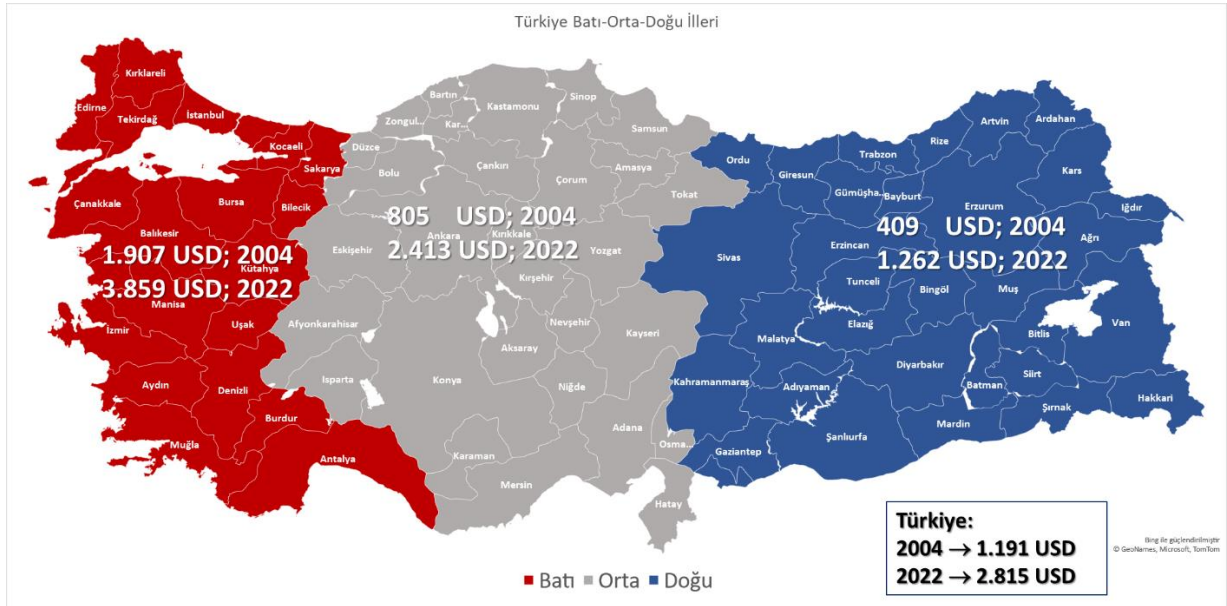 Türkiye Batı-Orta-Doğu İlleri
Kırklareli
Edirne
Tekirdağ
İstanbul
Kocaeli
Sakarya
Çanakkale
Bursa
Bilecik
Balıkesir
1.907 USD; 2004
Kütahya
3.859 USD; 2022
Manisa
İzmir
Uşak
Aydın
Denizli
Burdur
Muğla
Antalya
Bartın
Kastamonu
Sinop
Zongul...
Kar...
Samsun
Düzce
Bolu
Çankırı
Çorum
Amasya
Tokat
805 USD; 2004
Ankara
Kırıkkale
2.413 USD; 2022
Eskişehir
Yozgat
Kırşehir
Afyonkarahisar
Nevşehir
Kayseri
Aksaray
Isparta
Konya
Niğde
Adana
Osma...
Karaman
Mersin
Hatay
Ordu
Giresun
Trabzon
Rize
Artvin
Ardahan
Gümüşha...
Bayburt
Kars
Erzurum
Iğdır
409 USD; 2004
Ağrı
Sivas
Erzincan
1.262 USD; 2022
Tunceli
Bingöl
Muş
Elazığ
Bitlis
Van
Malatya
Diyarbakır
Siirt
Kahramanmaraş
Adıyaman
Batman
Hakkari
Şırnak
Mardin
Gaziantep
Şanlıurfa
Türkiye:
2004 → 1.191 USD
2022 → 2.815 USD
Bing ile güçlendirilmiştir
© GeoNames, Microsoft, TomTom
Batı Orta Doğu